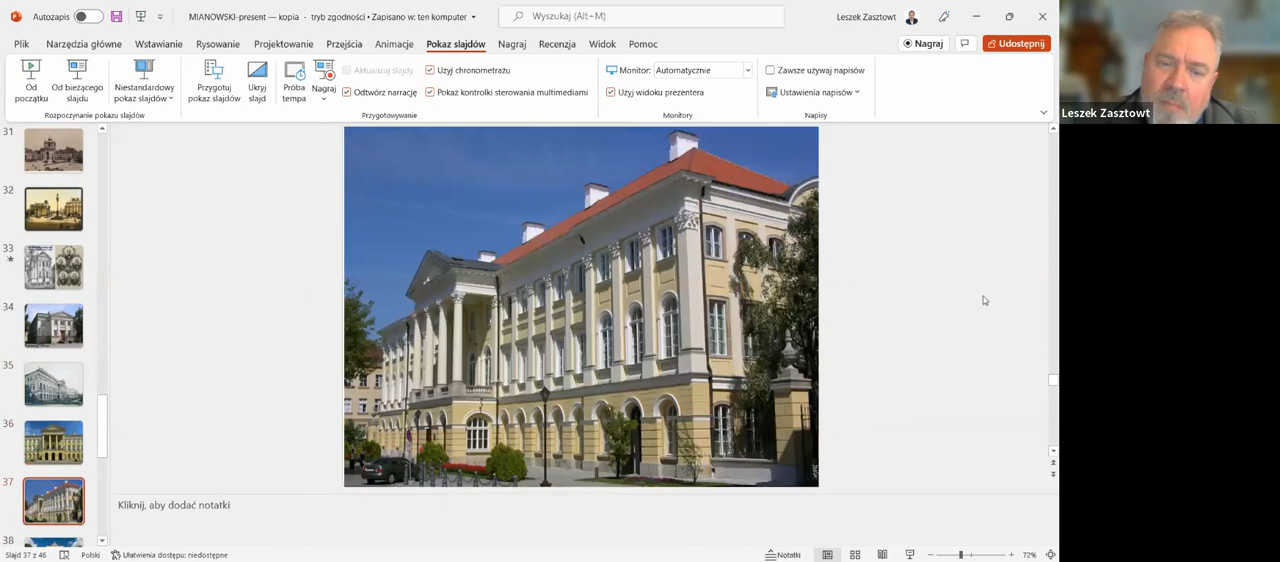 Autozapis
MIANOWSKI-present — kopia - tryb zgodności • Zapisano w: ten komputer
Wyszukaj (Alt+M)
Leszek Zasztowt
Plik Narzędzia główne Wstawianie Rysowanie Projektowanie Przejścia Animacje Pokaz slajdów Nagraj Recenzja Widok Pomoc
Nagraj
Udostępnij
Od początku
Od bieżącego slajdu
Niestandardowy pokaz slajdów
Rozpoczynanie pokazu slajdów
Przygotuj pokaz slajdów
Ukryj slajd
Próba tempa
Nagraj
Aktualizuj slajdy
Odtwórz narrację
Użyj chronometrażu
Pokaż kontrolki sterowania multimediami
Przygotowywanie
Monitor: Automatycznie
Użyj widoku prezentera
Monitory
Zawsze używaj napisów
Ustawienia napisów
Napisy
Leszek Zasztowt
31
32
33
34
35
36
37
38
Kliknij, aby dodać notatki
Slajd 37 z 46
Polski
Ułatwienia dostępu: niedostępne
Notatki
72%